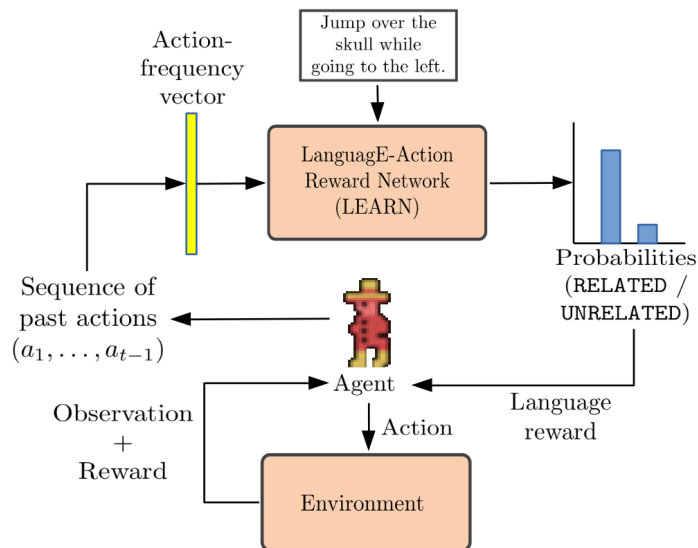 Jump over the
skull while
going to the left.
Action-
frequency
vector
LanguagE-Action
Reward Network
(LEARN)
Probabilities
(RELATED /
UNRELATED)
Sequence of
past actions
(a₁, . . . , aₜ₋₁)
Agent
Language
reward
Observation
+
Reward
Action
Environment